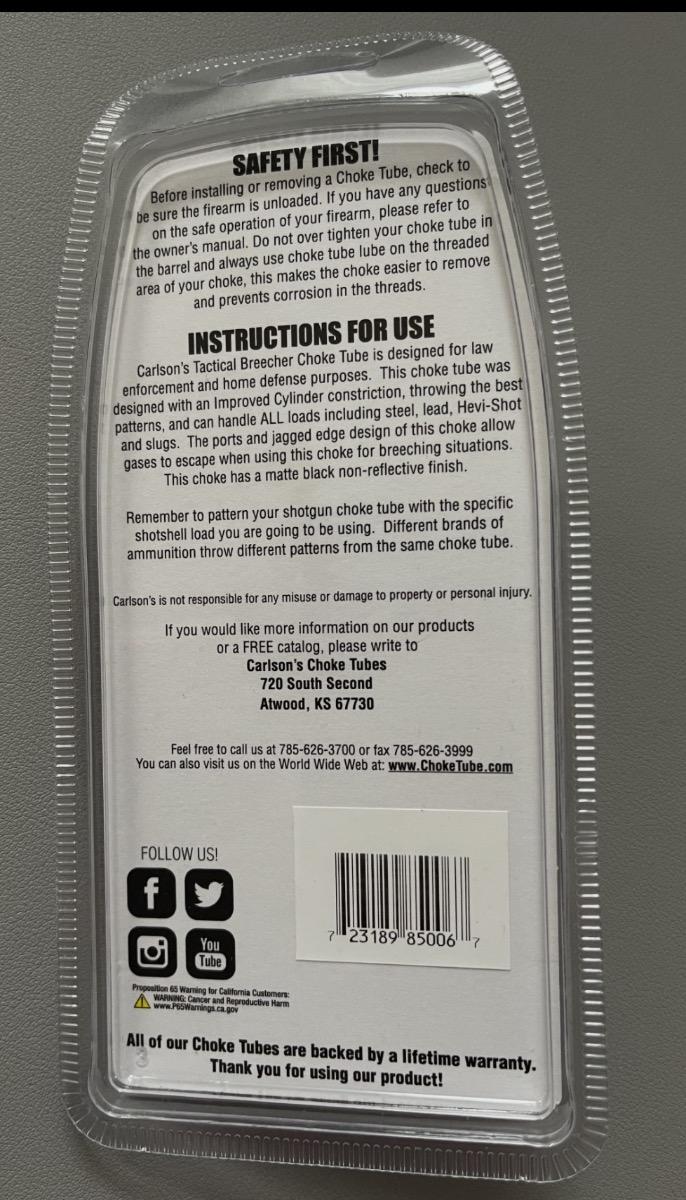 SAFETY FIRST!
Before installing or removing a Choke Tube, check to
be sure the firearm is unloaded. If you have any questions
on the safe operation of your firearm, please refer to
the owner's manual. Do not over tighten your choke tube in
the barrel and always use choke tube lube on the threaded
area of your choke, this makes the choke easier to remove
and prevents corrosion in the threads.
INSTRUCTIONS FOR USE
Carlson's Tactical Breecher Choke Tube is designed for law
enforcement and home defense purposes. This choke tube was
designed with an Improved Cylinder constriction, throwing the best
patterns, and can handle ALL loads including steel, lead, Hevi-Shot
and slugs. The ports and jagged edge design of this choke allow
gases to escape when using this choke for breeching situations.
This choke has a matte black non-reflective finish.
Remember to pattern your shotgun choke tube with the specific
shotshell load you are going to be using. Different brands of
ammunition throw different patterns from the same choke tube.
Carlson's is not responsible for any misuse or damage to property or personal injury.
If you would like more information on our products
or a FREE catalog, please write to
Carlson's Choke Tubes
720 South Second
Atwood, KS 67730
Feel free to call us at 785-626-3700 or fax 785-626-3999
You can also visit us on the World Wide Web at: www.ChokeTube.com
FOLLOW US!
f
You
Tube
7 23189 85006 7
Proposition 65 Warning for California Customers:
WARNING: Cancer and Reproductive Harm
www.P65Warnings.ca.gov
All of our Choke Tubes are backed by a lifetime warranty.
3
Thank you for using our product!